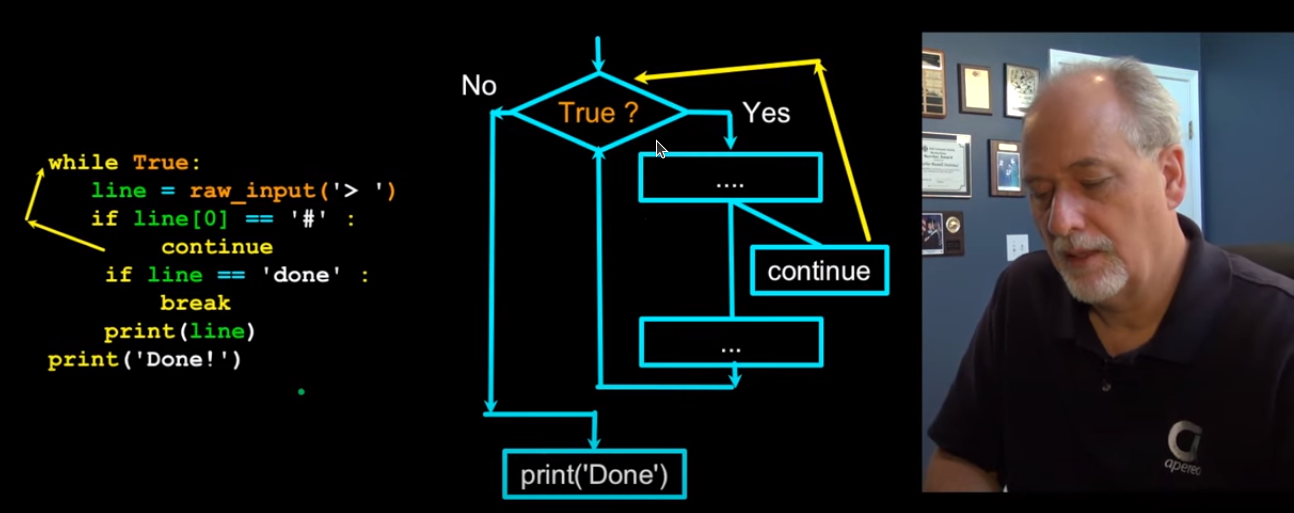 while True:
line = raw_input('> ')
if line[0] == '#' :
continue
if line == 'done' :
break
print(line)
print('Done!')
No
True ?
Yes
....
continue
...
print('Done')
apereo